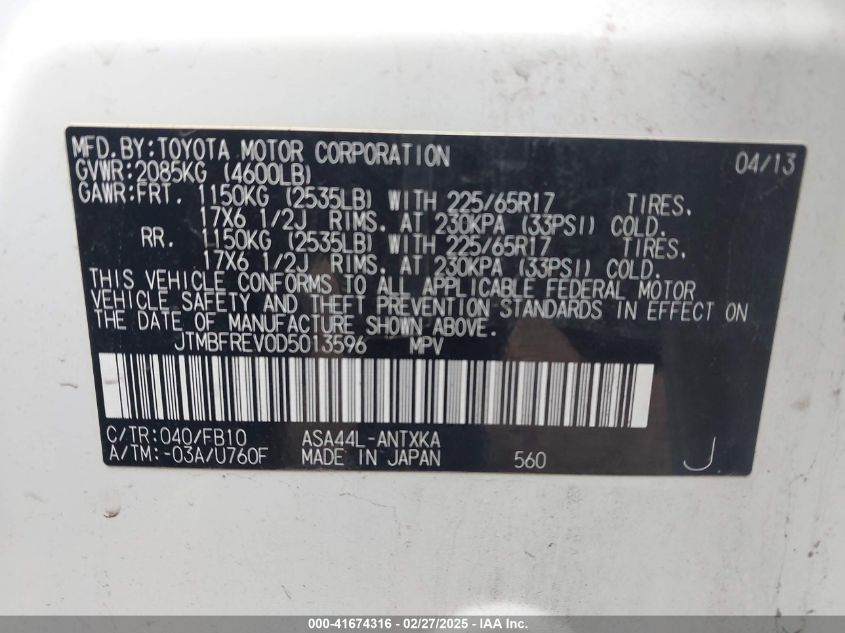 MFD. BY: TOYOTA MOTOR CORPORATION 04/13
GVWR: 2085KG (4600LB)
GAWR: FRT. 1150KG (2535LB) WITH 225/65R17 TIRES.
17X6 1/2J RIMS. AT 230KPA (33PSI) COLD.
RR. 1150KG (2535LB) WITH 225/65R17 TIRES.
17X6 1/2J RIMS. AT 230KPA (33PSI) COLD.
THIS VEHICLE CONFORMS TO ALL APPLICABLE FEDERAL MOTOR
VEHICLE SAFETY AND THEFT PREVENTION STANDARDS IN EFFECT ON
THE DATE OF MANUFACTURE SHOWN ABOVE.
JTMBFREV0D5013596 MPV
C/TR: 040/FB10 ASA44L-ANTXKA
A/TM: -03A/U760F MADE IN JAPAN 560 J
000-41674316 - 02/27/2025 - IAA Inc.